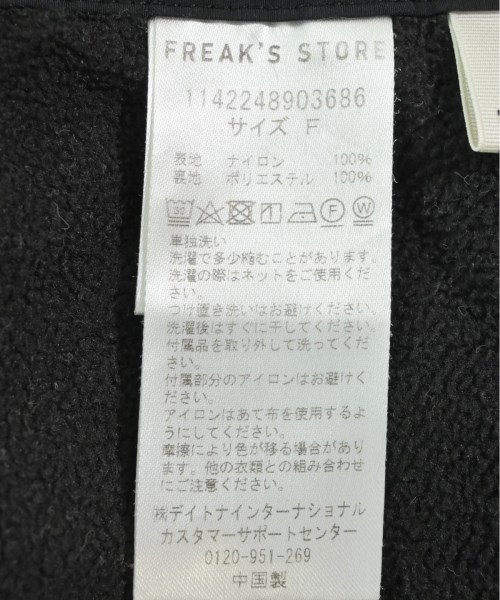 FREAK'S STORE
1142248903686
サイズ F
表地 ナイロン 100%
裏地 ポリエステル 100%
30 F W
単独洗い
洗濯で多少縮むことがあります。
洗濯の際はネットをご使用くだ
さい。
つけ置き洗いはお避けください。
洗濯後はすぐに干してください。
付属品を取り外して洗ってくだ
さい。
付属部分のアイロンはお避けく
ださい。
アイロンはあて布を使用するよ
うにしてください。
摩擦により色が移る場合があり
ます。他の衣類との組み合わせ
にご注意ください。
㈱デイトナインターナショナル
カスタマーサポートセンター
0120-951-269
中国製